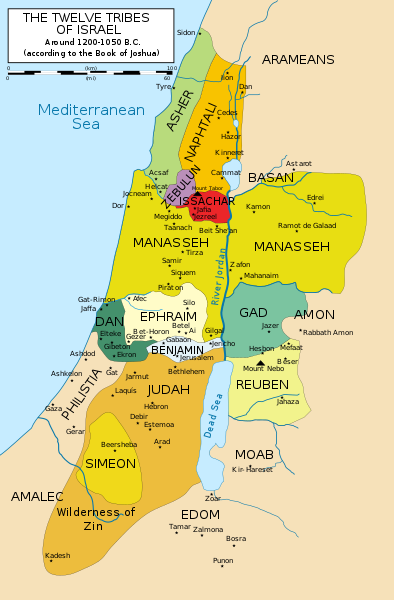 THE TWELVE TRIBES
OF ISRAEL
Around 1200-1050 B.C.
(according to the Book of Joshua)
0 (km) 100
0 (mi) 60
Mediterranean
Sea
Sidon
ARAMEANS
Tyre
Ijon
Dan
ASHER
NAPHTALI
Cedes
Hazor
Kinneret
Cammat
Astarot
BASAN
Acsaf
Helcat
ZEBULUN
Mount Tabor
Jocneam
ISSACHAR
Jafia
Jezreel
Edrei
Kamon
Dor
Megiddo
Taanach
Beit She'an
Ramot de Galaad
MANASSEH
MANASSEH
Tirza
Samir
Siquem
Piraton
Zafon
Mahanaim
River Jordan
Gat-Rimon
Jaffa
Afec
Silo
EPHRAIM
GAD
AMON
DAN
Elteke
Bet-Horon
Betel
Ai
Gilgal
Jazer
Rabbath Amon
Gezer
Gabaon
Jericho
Gibeton
BENJAMIN
Hesbon
Mefaat
Ekron
Jerusalem
Ashdod
Bethlehem
Mount Nebo
Beser
Gat
Jarmut
Ashkelon
PHILISTIA
JUDAH
REUBEN
Laquis
Jahaza
Gaza
Hebron
Dead Sea
Debir
Estemoa
Gerar
Beersheba
Arad
MOAB
SIMEON
Kir-Hareset
AMALEC
Zoar
Wilderness of
Zin
EDOM
Tamar
Zalmona
Bosra
Kadesh
Punon